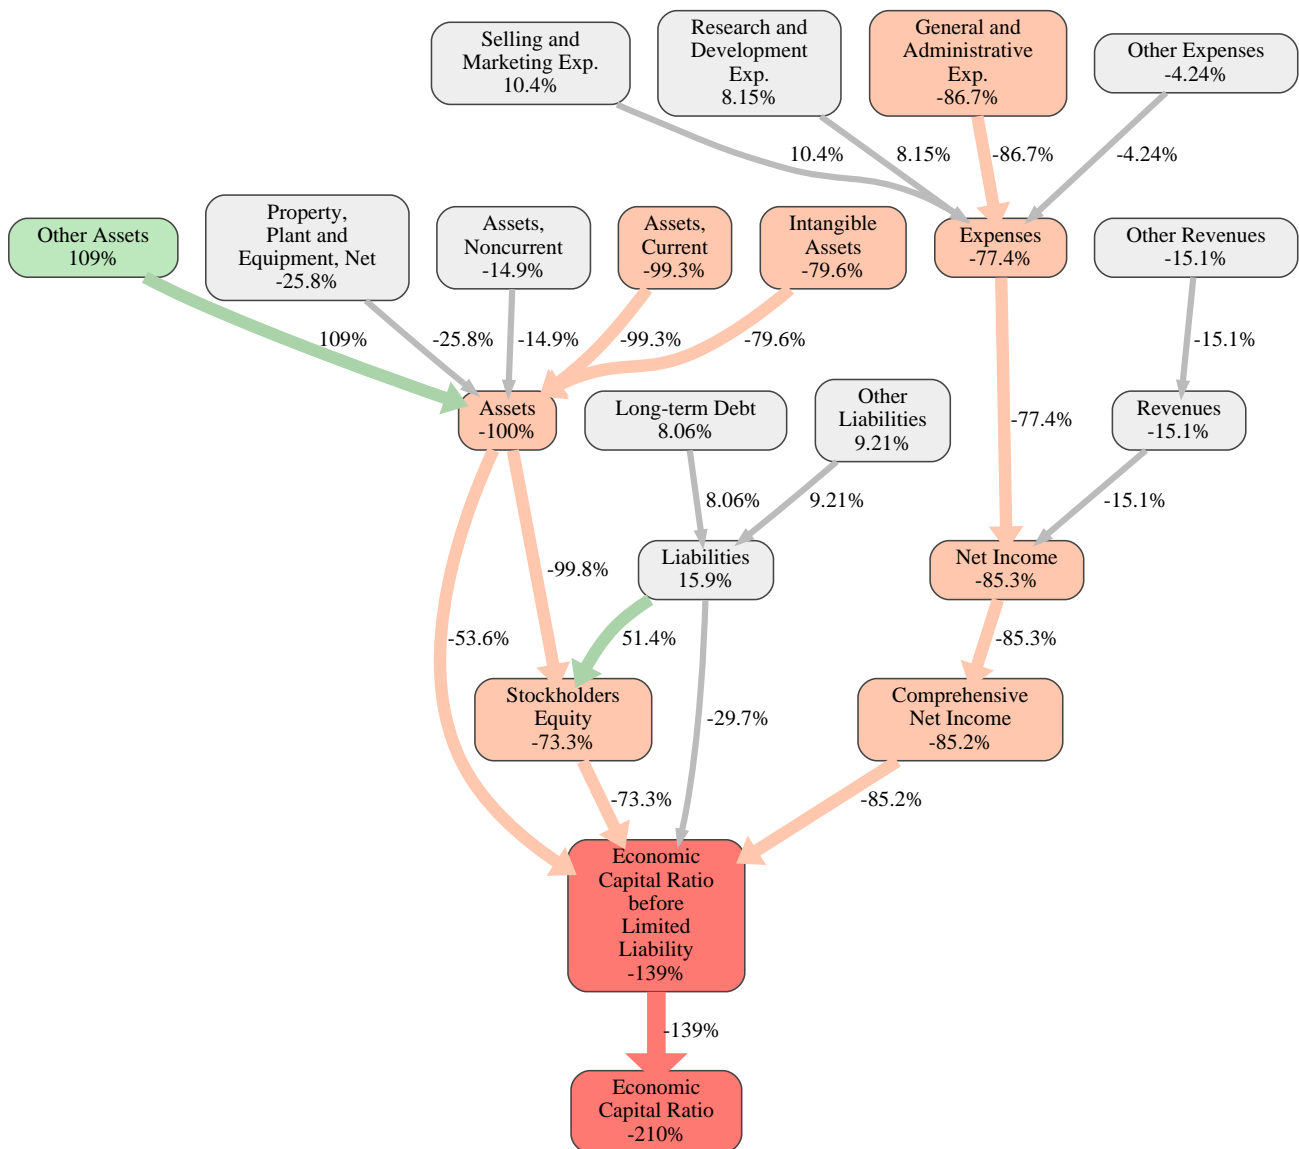 Selling and
Marketing Exp.
10.4%
Research and
Development
Exp.
8.15%
General and
Administrative
Exp.
-86.7%
Other Expenses
-4.24%
10.4%
8.15%
-86.7%
-4.24%
Other Assets
109%
Property,
Plant and
Equipment, Net
-25.8%
Assets,
Noncurrent
-14.9%
Assets,
Current
-99.3%
Intangible
Assets
-79.6%
Expenses
-77.4%
Other Revenues
-15.1%
109%
-25.8%
-14.9%
-99.3%
-79.6%
-77.4%
-15.1%
Assets
-100%
Long-term Debt
8.06%
Other
Liabilities
9.21%
Revenues
-15.1%
8.06%
9.21%
-15.1%
Liabilities
15.9%
Net Income
-85.3%
-99.8%
-53.6%
51.4%
-29.7%
-85.3%
Stockholders
Equity
-73.3%
Comprehensive
Net Income
-85.2%
-73.3%
-85.2%
Economic
Capital Ratio
before
Limited
Liability
-139%
-139%
Economic
Capital Ratio
-210%